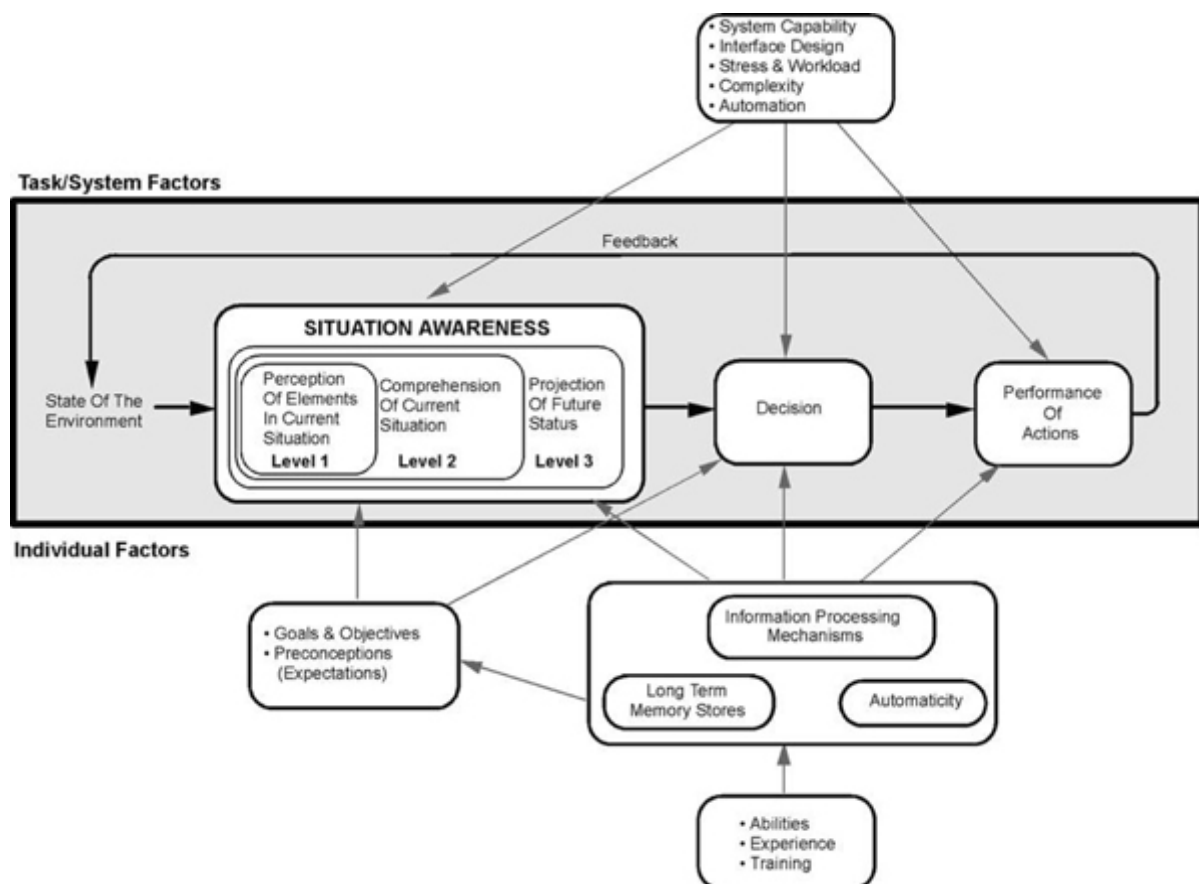 • System Capability
• Interface Design
• Stress & Workload
• Complexity
• Automation
Task/System Factors
Feedback
SITUATION AWARENESS
State Of The
Environment
Perception
Of Elements
In Current
Situation
Level 1
Comprehension
Of Current
Situation
Level 2
Projection
Of Future
Status
Level 3
Decision
Performance
Of
Actions
Individual Factors
• Goals & Objectives
• Preconceptions
(Expectations)
Information Processing
Mechanisms
Long Term
Memory Stores
Automaticity
• Abilities
• Experience
• Training